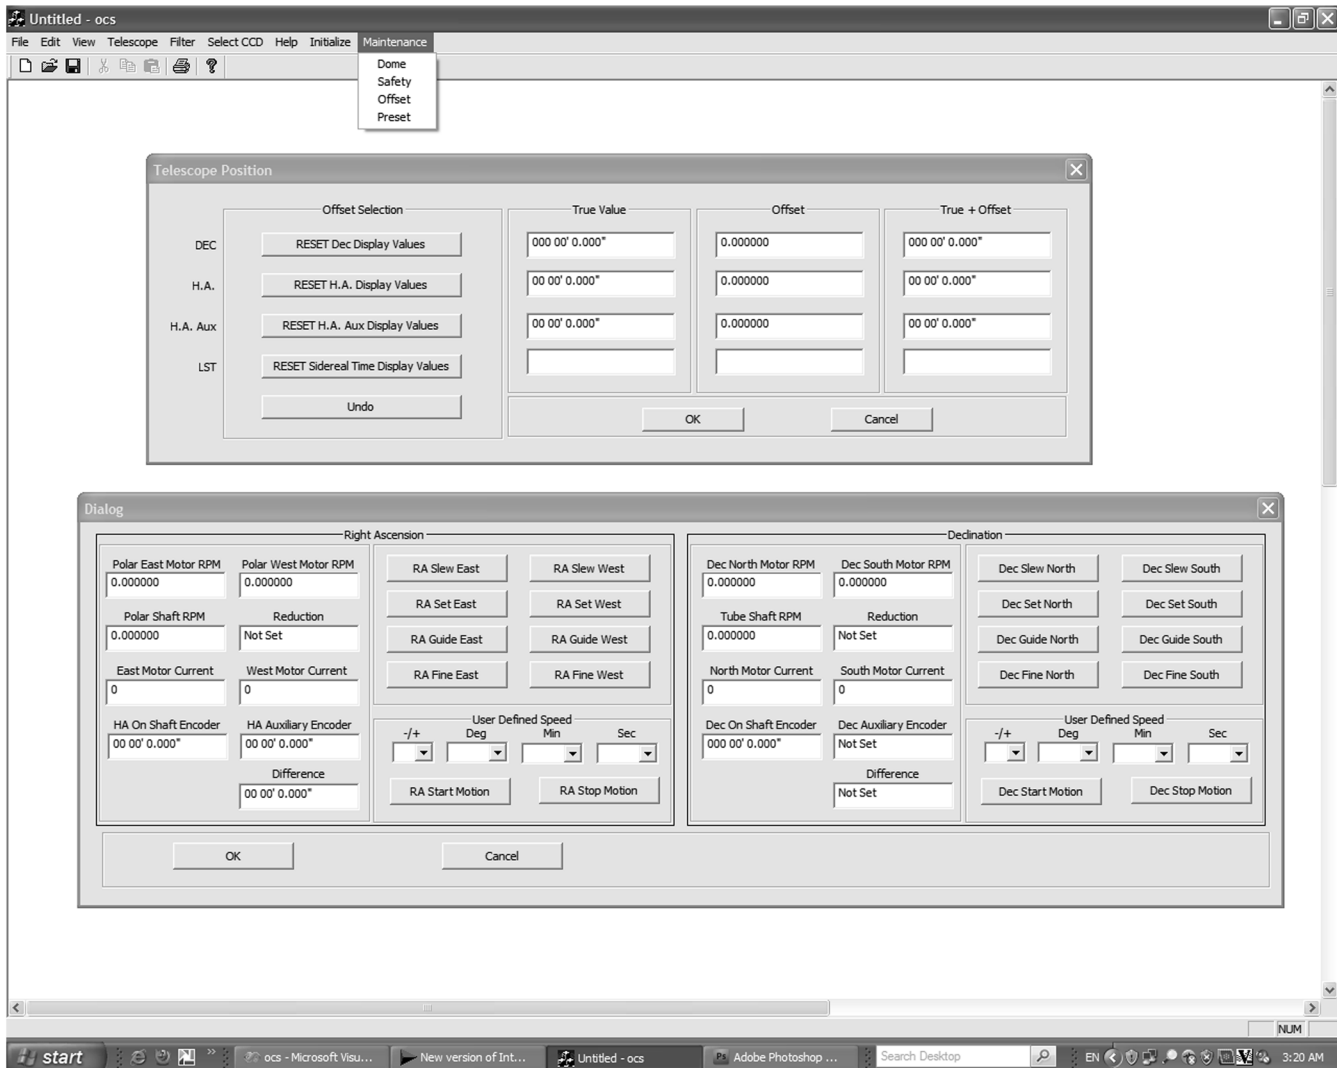 Untitled - ocs
File Edit View Telescope Filter Select CCD Help Initialize Maintenance
Dome
Safety
Offset
Preset
Telescope Position
Offset Selection True Value Offset True + Offset
DEC RESET Dec Display Values 000 00' 0.000" 0.000000 000 00' 0.000"
H.A. RESET H.A. Display Values 00 00' 0.000" 0.000000 00 00' 0.000"
H.A. Aux RESET H.A. Aux Display Values 00 00' 0.000" 0.000000 00 00' 0.000"
LST RESET Sidereal Time Display Values
Undo OK Cancel
Dialog
Right Ascension Declination
Polar East Motor RPM Polar West Motor RPM RA Slew East RA Slew West Dec North Motor RPM Dec South Motor RPM Dec Slew North Dec Slew South
0.000000 0.000000 0.000000 0.000000
RA Set East RA Set West Dec Set North Dec Set South
Polar Shaft RPM Reduction Tube Shaft RPM Reduction
0.000000 Not Set RA Guide East RA Guide West 0.000000 Not Set Dec Guide North Dec Guide South
East Motor Current West Motor Current RA Fine East RA Fine West North Motor Current South Motor Current Dec Fine North Dec Fine South
0 0 0 0
HA On Shaft Encoder HA Auxiliary Encoder User Defined Speed Dec On Shaft Encoder Dec Auxiliary Encoder User Defined Speed
-/+ Deg Min Sec -/+ Deg Min Sec
00 00' 0.000" 00 00' 0.000" 000 00' 0.000" Not Set
Difference Difference
00 00' 0.000" RA Start Motion RA Stop Motion Not Set Dec Start Motion Dec Stop Motion
OK Cancel
NUM
start ocs - Microsoft Visu... New version of Int... Untitled - ocs Ps Adobe Photoshop ... Search Desktop EN 3:20 AM